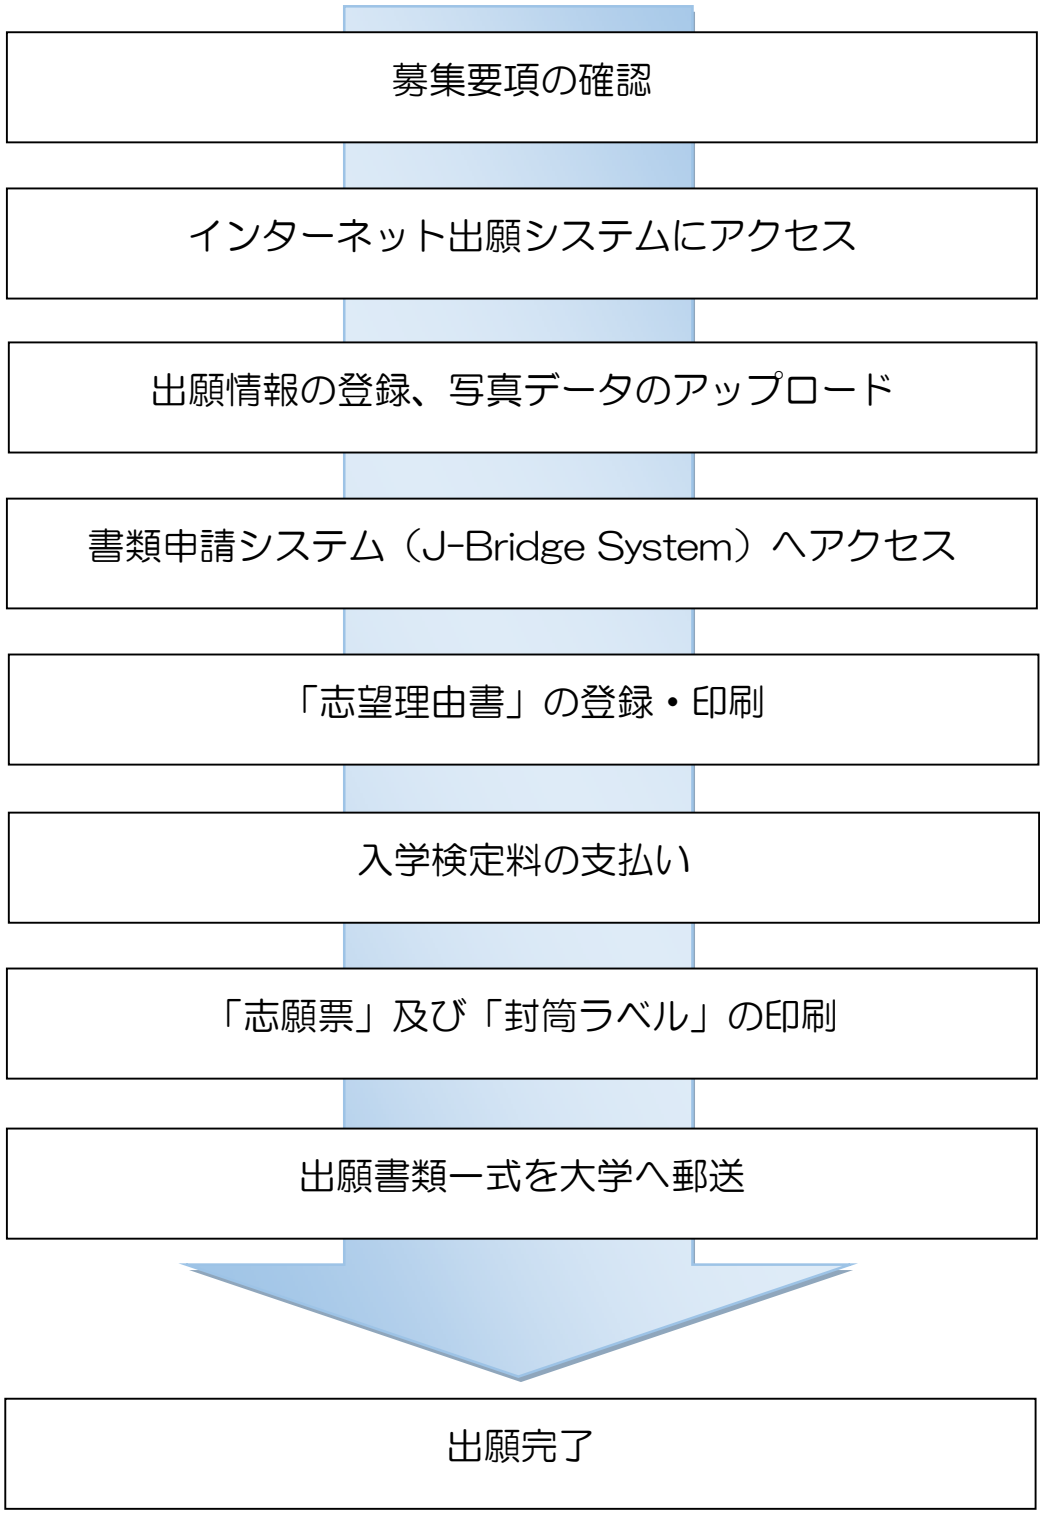 募集要項の確認
インターネット出願システムにアクセス
出願情報の登録、写真データのアップロード
書類申請システム（J-Bridge System）へアクセス
「志望理由書」の登録・印刷
入学検定料の支払い
「志願票」及び「封筒ラベル」の印刷
出願書類一式を大学へ郵送
出願完了